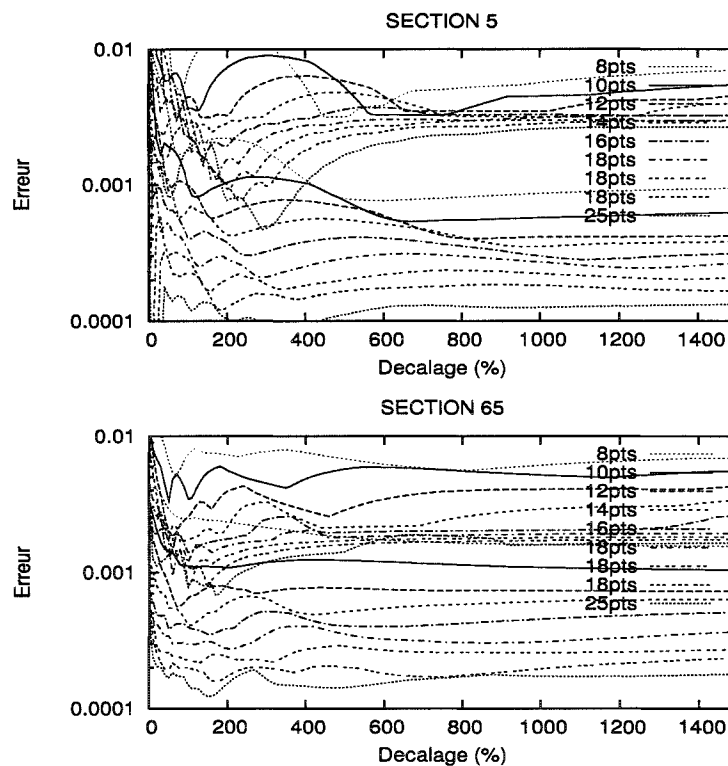 SECTION 5
0.01
0.001
0.0001
Erreur
8pts
10pts
12pts
14pts
16pts
18pts
18pts
18pts
25pts
0 200 400 600 800 1000 1200 1400
Decalage (%)
SECTION 65
0.01
0.001
0.0001
Erreur
8pts
10pts
12pts
14pts
16pts
18pts
18pts
18pts
25pts
0 200 400 600 800 1000 1200 1400
Decalage (%)